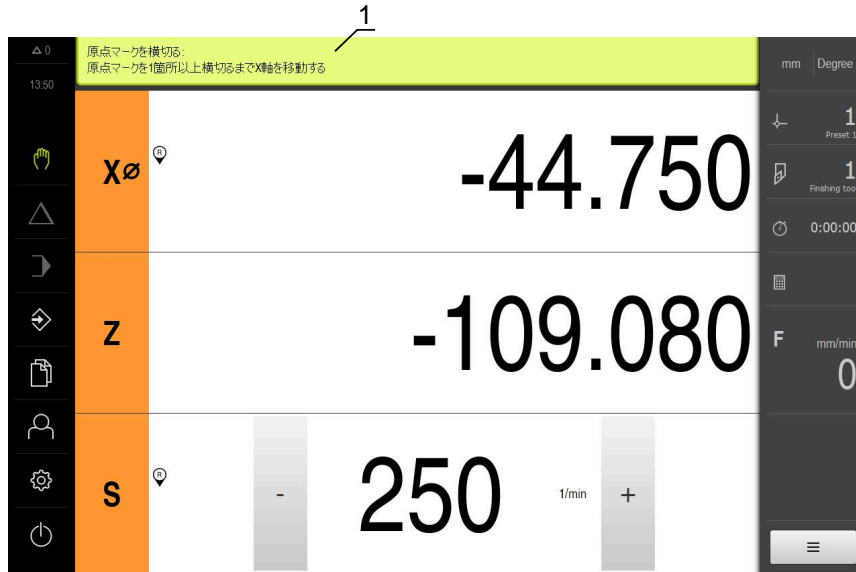 1
0
原点マークを横切る:
原点マークを1箇所以上横切るまでX軸を移動する
mm Degree
13:50
X⌀ R -44.750
1
Preset 1
1
Finishing too
0:00:00
Z -109.080
F mm/min
0
S R - 250 1/min +